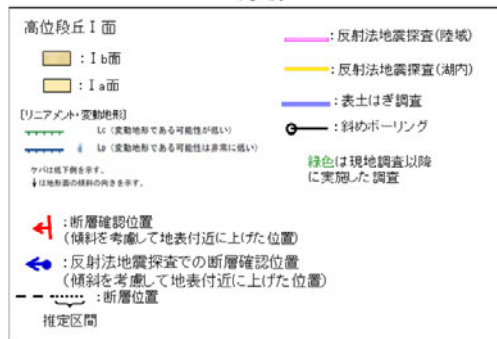 高位段丘Ⅰ面
：Ⅰb面
：Ⅰa面
[リニアメント・変動地形]
Lc (変動地形である可能性が低い)
LD (変動地形である可能性は非常に低い)
ケバは低下側を示す。
↓は地形面の傾斜の向きを示す。
：反射法地震探査(陸域)
：反射法地震探査(湖内)
：表土はぎ調査
：斜めボーリング
緑色は現地調査以降
に実施した調査
：断層確認位置
(傾斜を考慮して地表付近に上げた位置)
：反射法地震探査での断層確認位置
(傾斜を考慮して地表付近に上げた位置)
：断層位置
推定区間